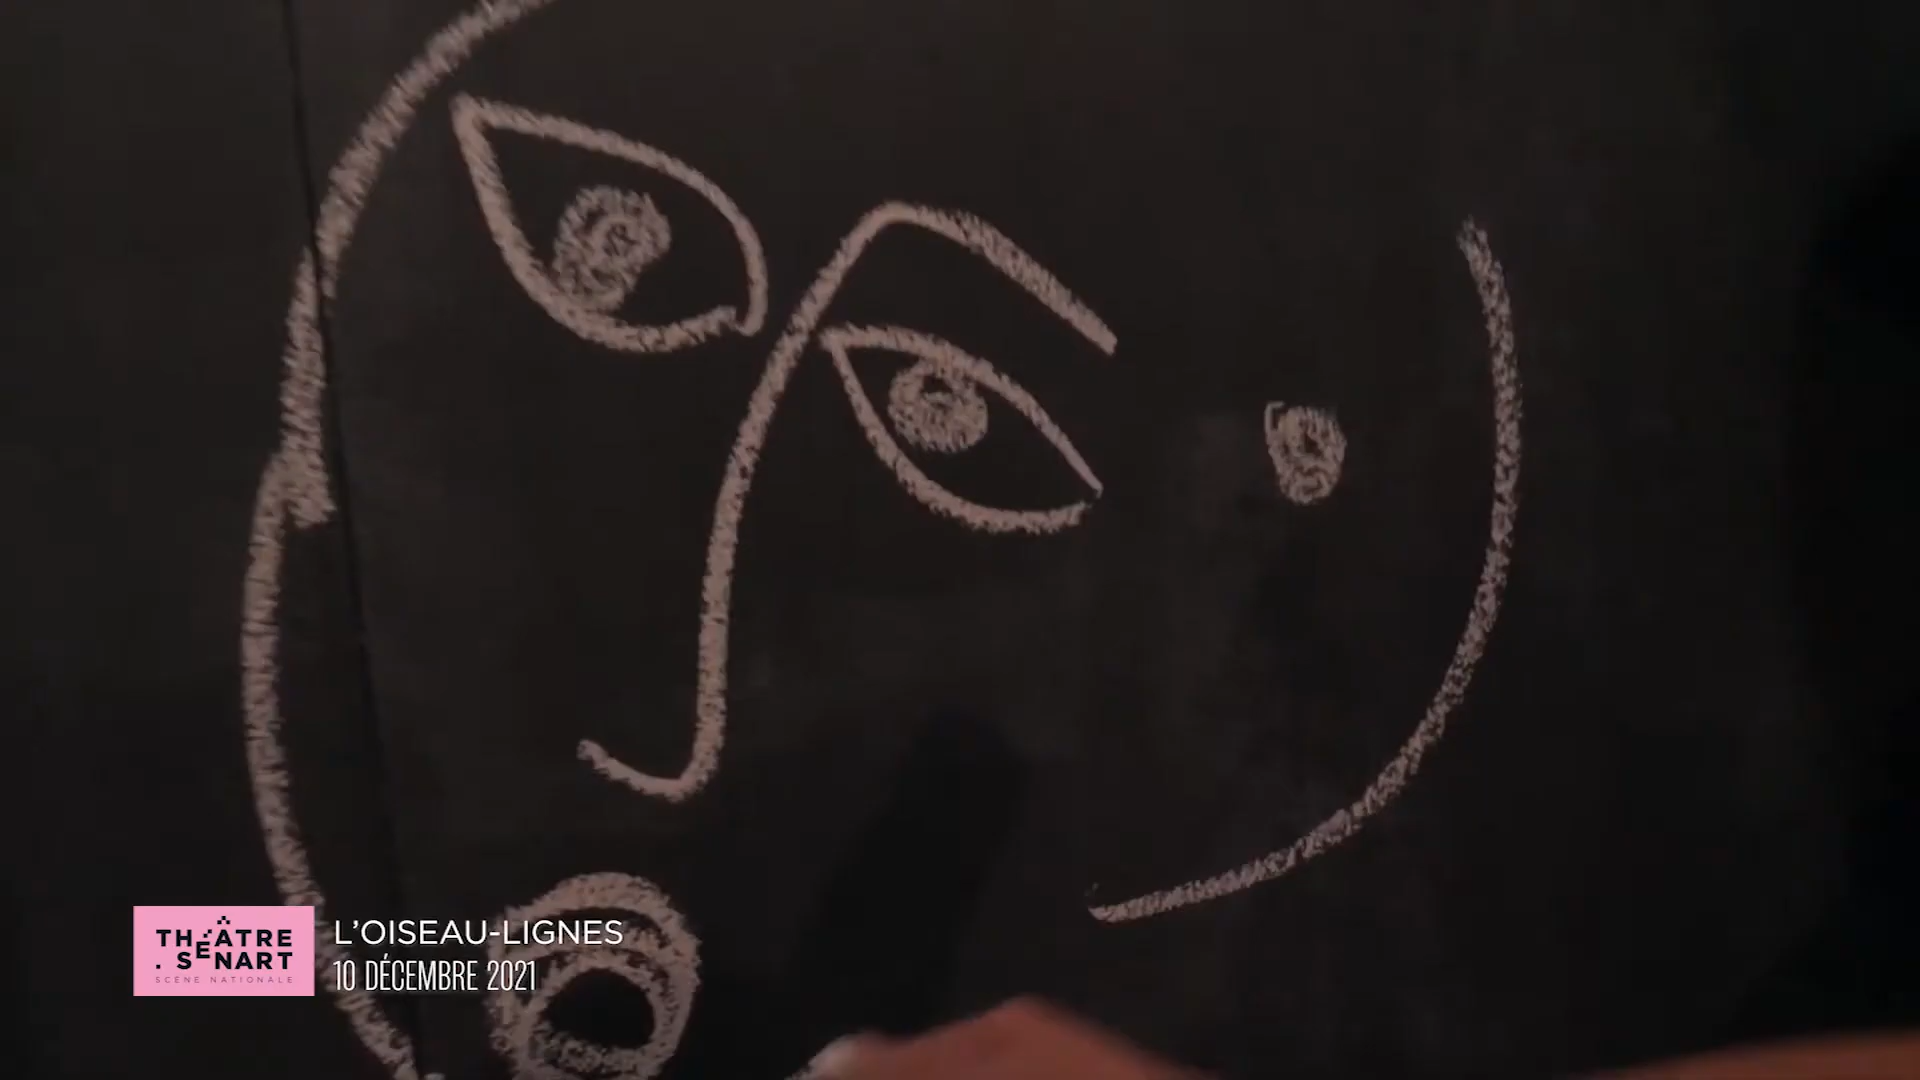 THÉÂTRE
. SÉNART
SCÈNE NATIONALE
L'OISEAU-LIGNES
10 DÉCEMBRE 2021